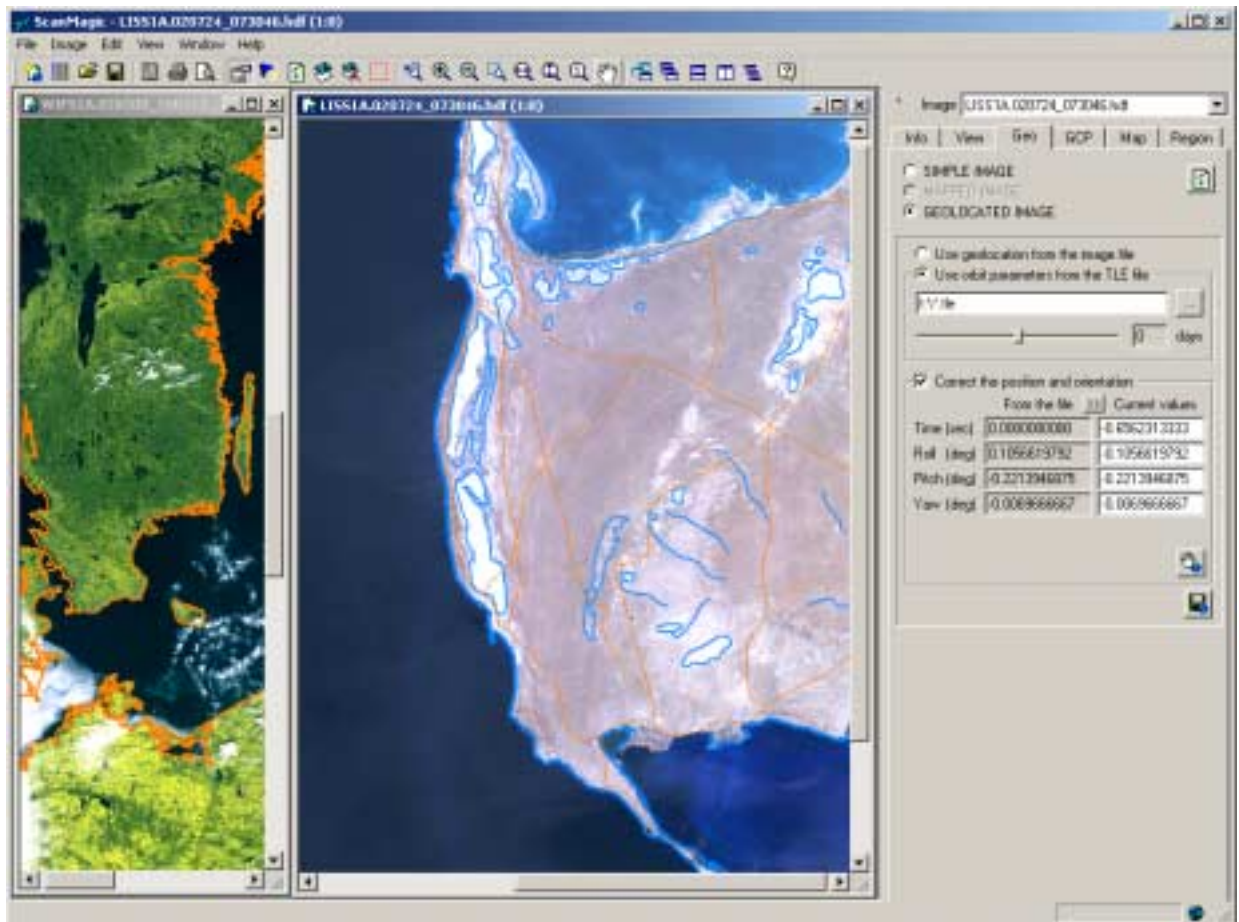 ScanMagic - LISS1A.020724_073046.hdf (1:8)
File Image Edit View Window Help
LISS1A.020724_073046.hdf (1:8)
Image LISS1A.020724_073046.hdf
Info View Geo GCP Map Region
SIMPLE IMAGE
MAPPED IMAGE
GEOLOCATED IMAGE
Use geolocation from the image file
Use orbit parameters from the TLE file
...
0 days
Correct the position and orientation
From the file >> Current values
Time (sec) 0.0000000000
Roll (deg) 0.1056619792 -0.1056619792
Pitch (deg) -0.2213946875 -0.2213946875
Yaw (deg) -0.0069666667 -0.0069666667